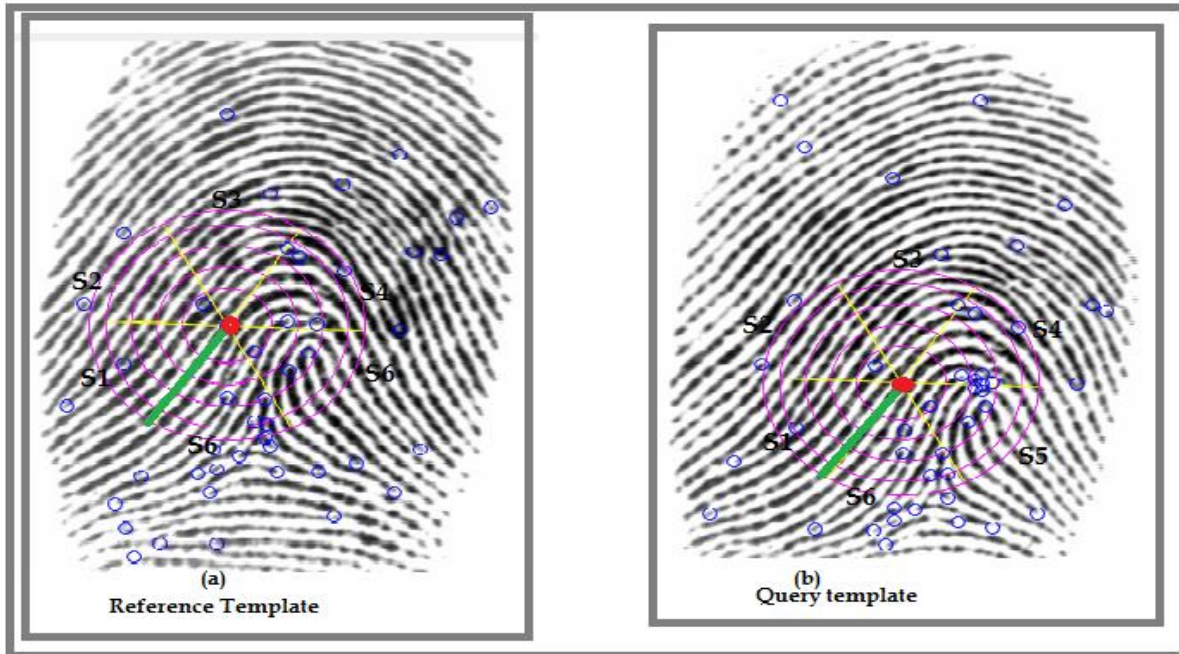 S3
S2
S4
S1
S6
S6
(a)
Reference Template
S3
S2
S4
S1
S5
S6
(b)
Query template